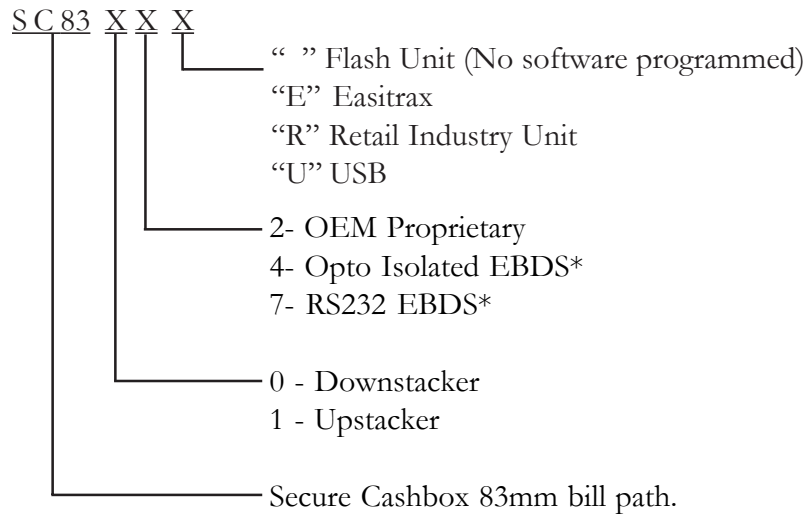 SC83 X X X
“ ” Flash Unit (No software programmed)
“E” Easitrax
“R” Retail Industry Unit
“U” USB
2- OEM Proprietary
4- Opto Isolated EBDS*
7- RS232 EBDS*
0 - Downstacker
1 - Upstacker
Secure Cashbox 83mm bill path.